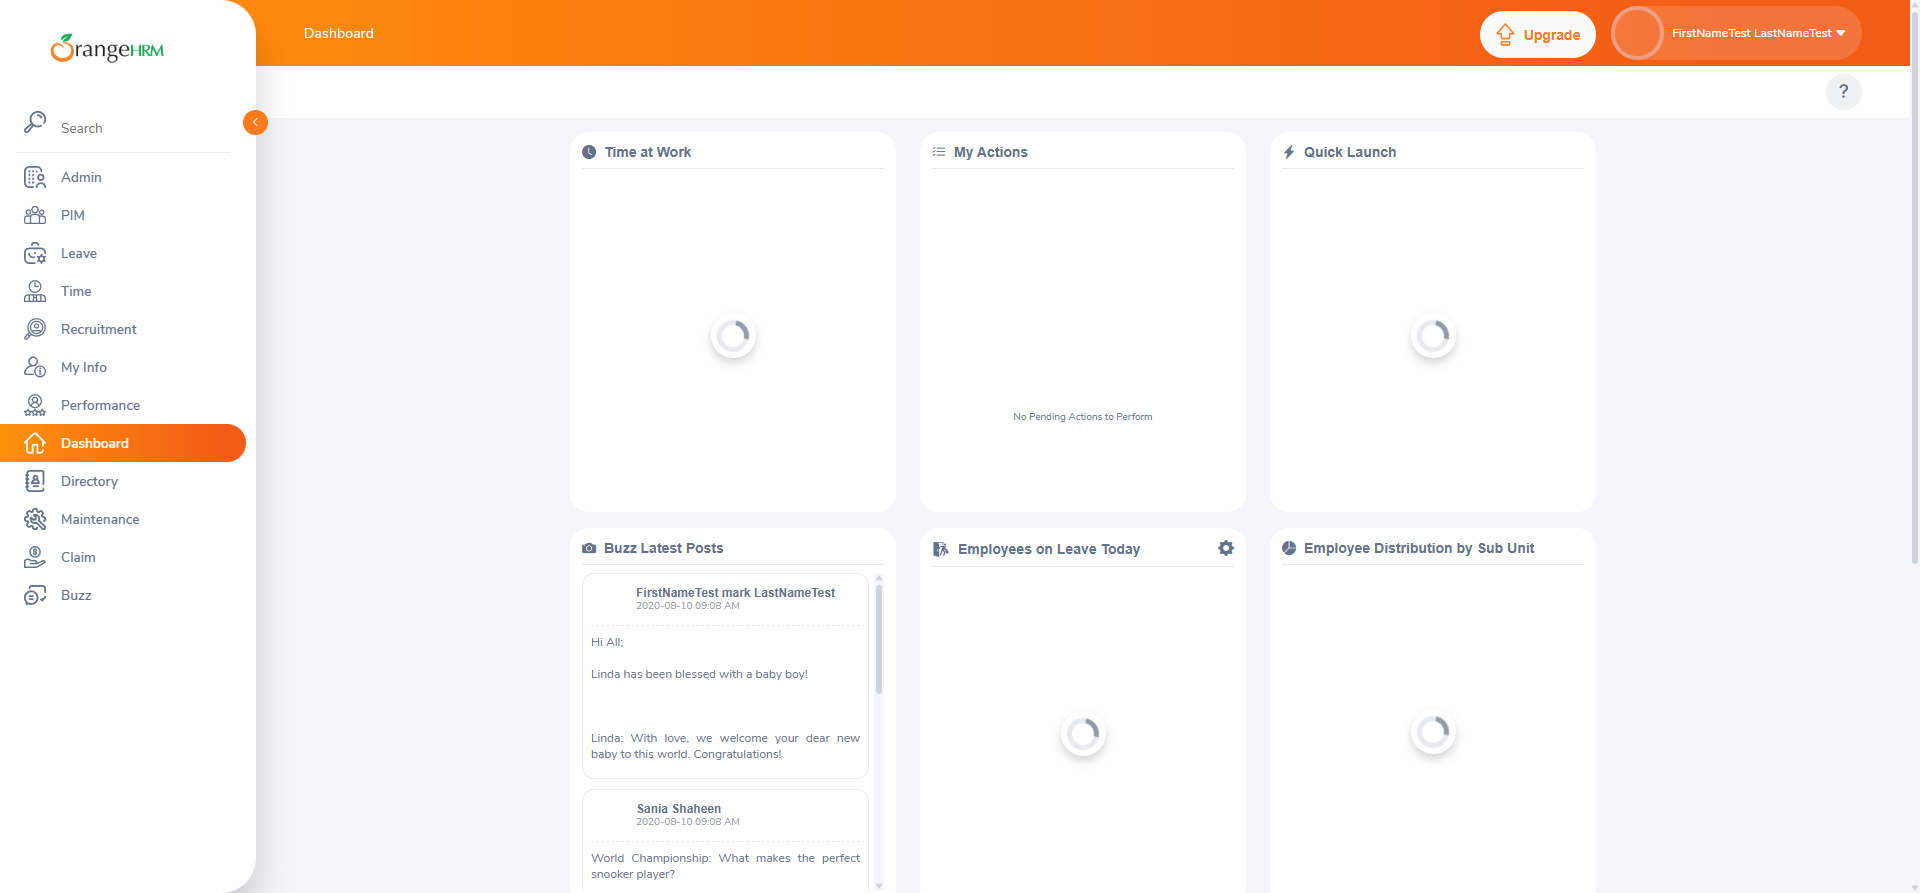 OrangeHRM
Dashboard
Upgrade
FirstNameTest LastNameTest
?
Search
Admin
PIM
Leave
Time
Recruitment
My Info
Performance
Dashboard
Directory
Maintenance
Claim
Buzz
Time at Work
My Actions
No Pending Actions to Perform
Quick Launch
Buzz Latest Posts
FirstNameTest mark LastNameTest
2020-08-10 09:08 AM
Hi All;
Linda has been blessed with a baby boy!
Linda: With love, we welcome your dear new
baby to this world. Congratulations!
Sania Shaheen
2020-08-10 09:08 AM
World Championship: What makes the perfect
snooker player?
Employees on Leave Today
Employee Distribution by Sub Unit